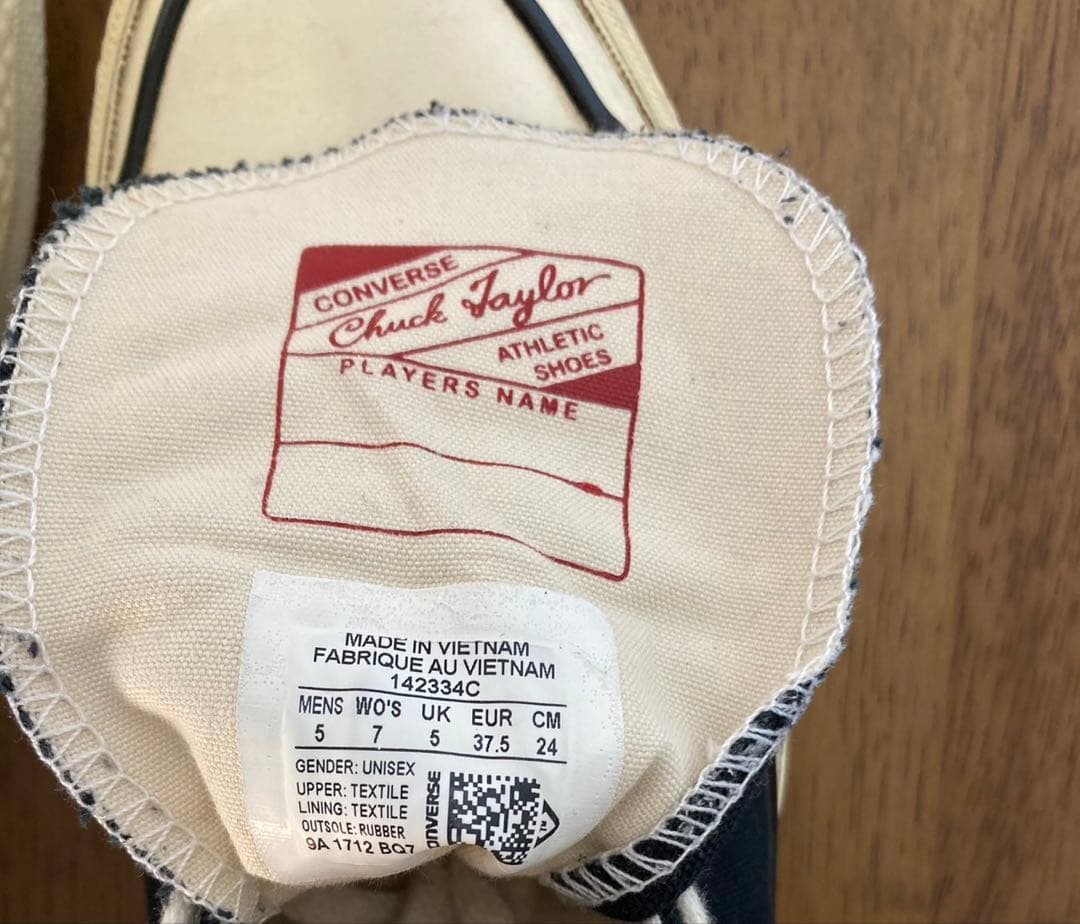 CONVERSE
Chuck Taylor
ATHLETIC
SHOES
PLAYERS NAME
MADE IN VIETNAM
FABRIQUE AU VIETNAM
142334C
MENS WO'S UK EUR CM
5 7 5 37.5 24
GENDER: UNISEX
UPPER: TEXTILE
LINING: TEXTILE
OUTSOLE: RUBBER
9A 1712 BQ7
ONVERSE